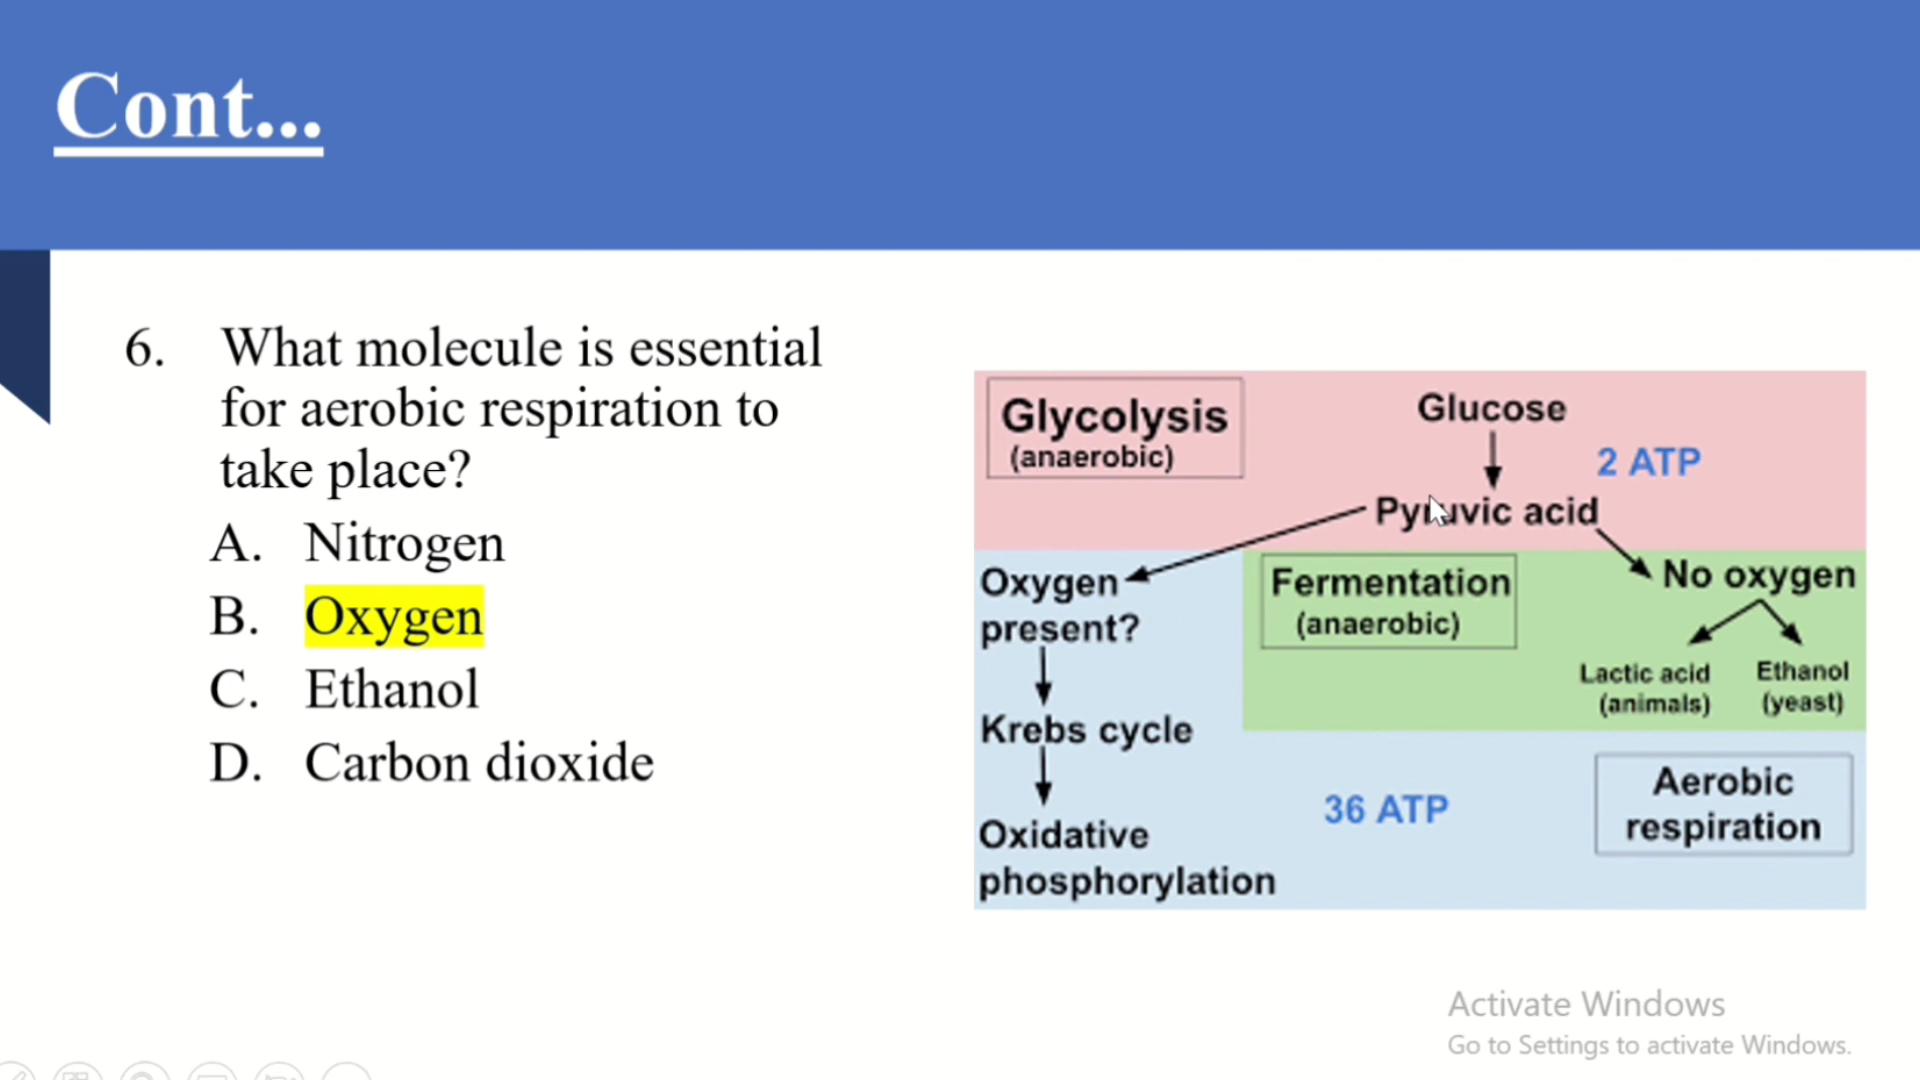 Cont...
6. What molecule is essential
for aerobic respiration to
take place?
A. Nitrogen
B. Oxygen
C. Ethanol
D. Carbon dioxide
Glycolysis
(anaerobic)
Glucose
2 ATP
Pyruvic acid
Oxygen
present?
Fermentation
(anaerobic)
No oxygen
Lactic acid
(animals)
Ethanol
(yeast)
Krebs cycle
Oxidative
phosphorylation
36 ATP
Aerobic
respiration
Activate Windows
Go to Settings to activate Windows.